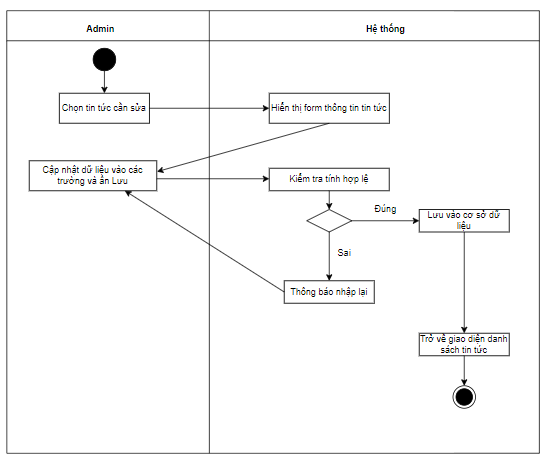 Admin
Hệ thống
Chọn tin tức cần sửa
Hiển thị form thông tin tin tức
Cập nhật dữ liệu vào các
trường và ấn Lưu
Kiểm tra tính hợp lệ
Đúng
Lưu vào cơ sở dữ
liệu
Sai
Thông báo nhập lại
Trở về giao diện danh
sách tin tức